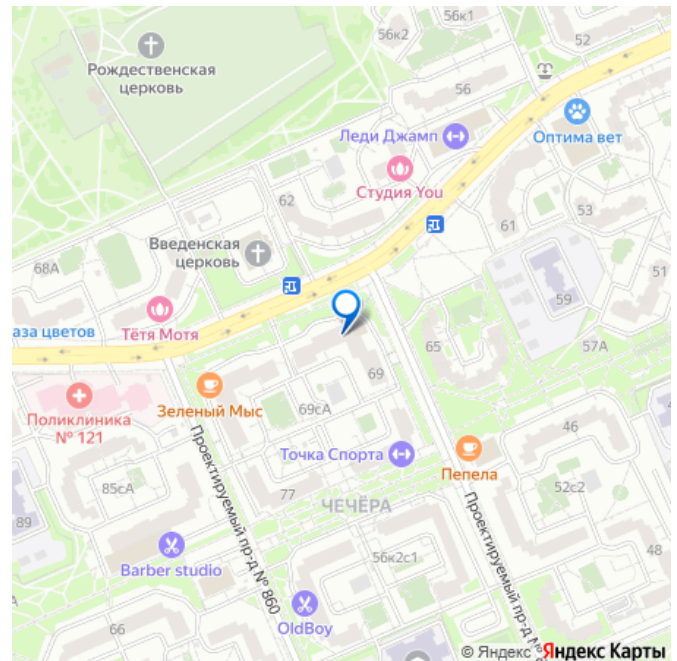 56к1
56к2
52
Рождественская
церковь
56
Леди Джамп
Оптима вет
Студия You
62
53
61
Введенская
церковь
68А
51
59
Тётя Мотя
аза цветов
57А
65
69
Зеленый Мыс
69сА
Поликлиника
№ 121
46
Точка Спорта
Пепела
85сА
77
52с2
ЧЕЧЁРА
89
Проектируемый пр-д № 860
Проектируемый пр-д №
56к2с1
48
Barber studio
OldBoy
66
© Яндекс Яндекс Карты